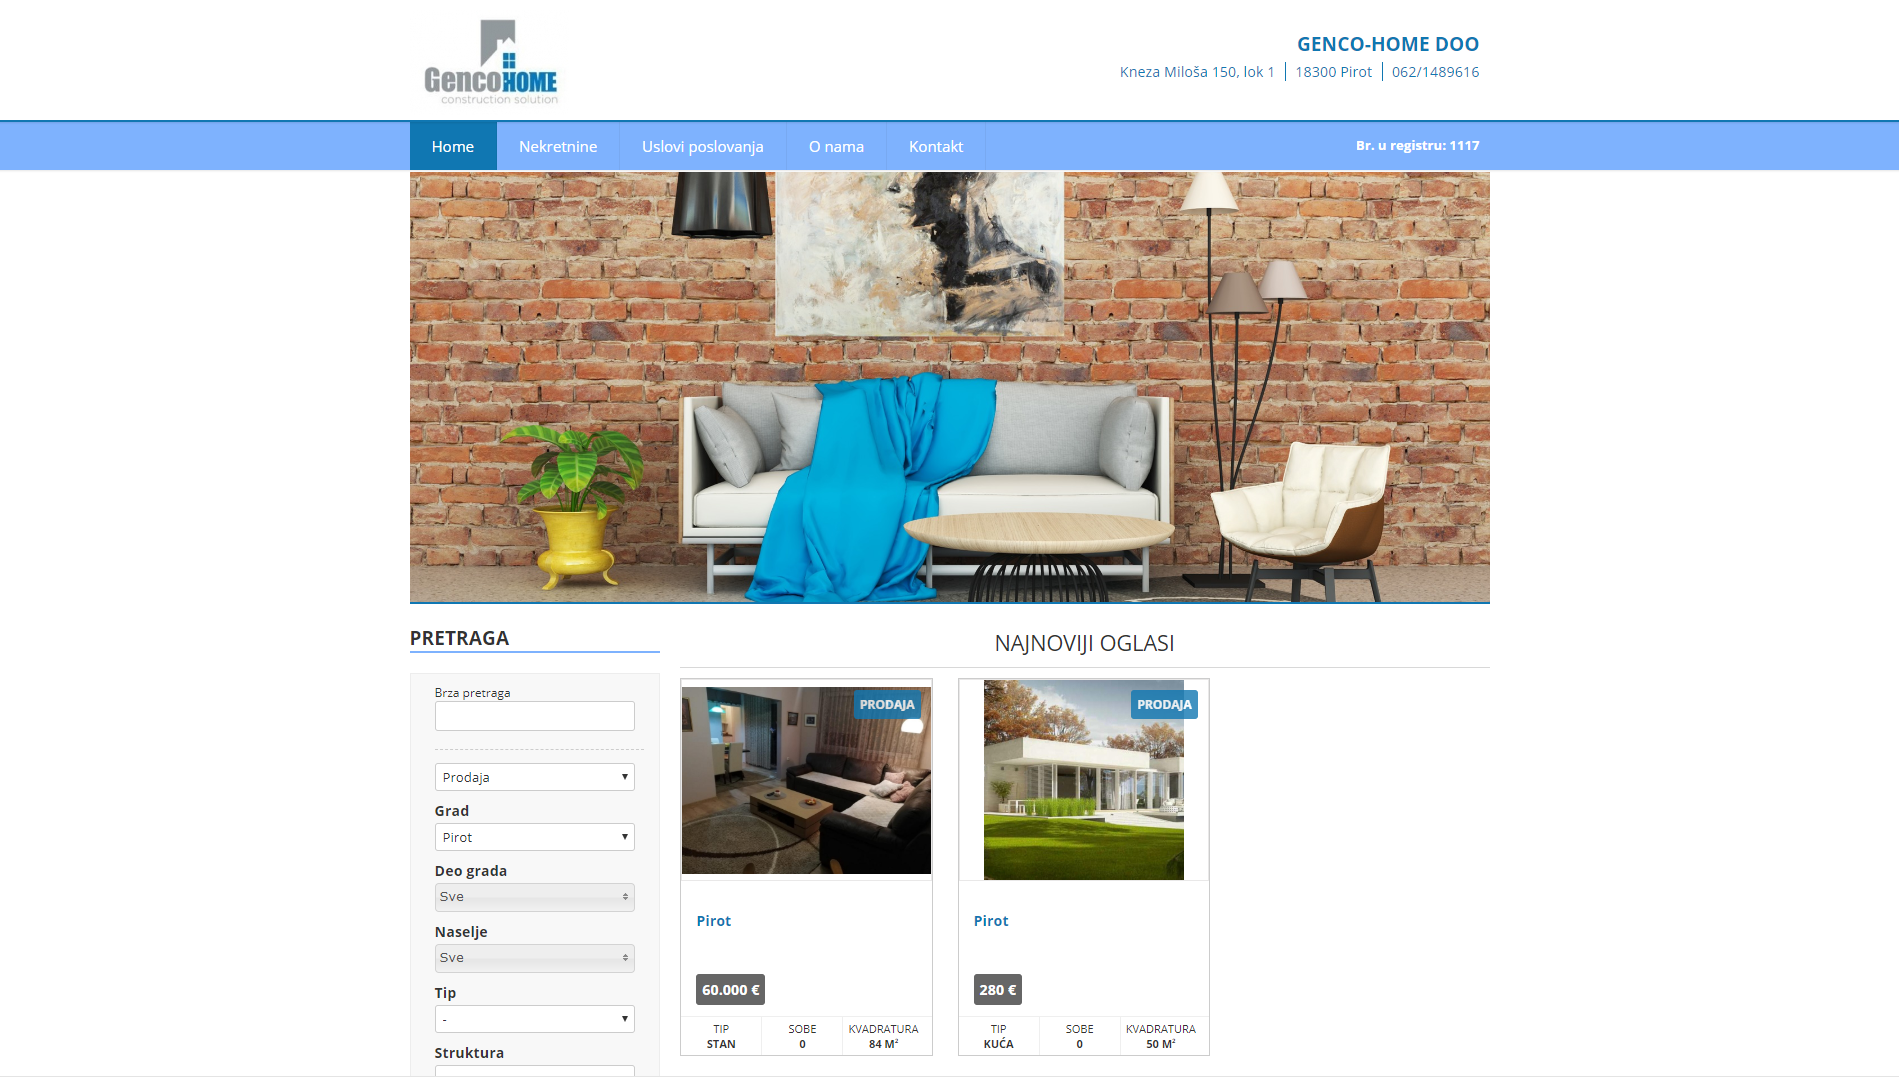 GencoHOME
construction solution
GENCO-HOME DOO
Kneza Miloša 150, lok 1 18300 Pirot 062/1489616
Home Nekretnine Uslovi poslovanja O nama Kontakt Br. u registru: 1117
PRETRAGA
Brza pretraga
Prodaja
Grad
Pirot
Deo grada
Sve
Naselje
Sve
Tip
-
Struktura
NAJNOVIJI OGLASI
PRODAJA
Pirot
60.000 €
TIP SOBE KVADRATURA
STAN 0 84 M²
PRODAJA
Pirot
280 €
TIP SOBE KVADRATURA
KUĆA 0 50 M²